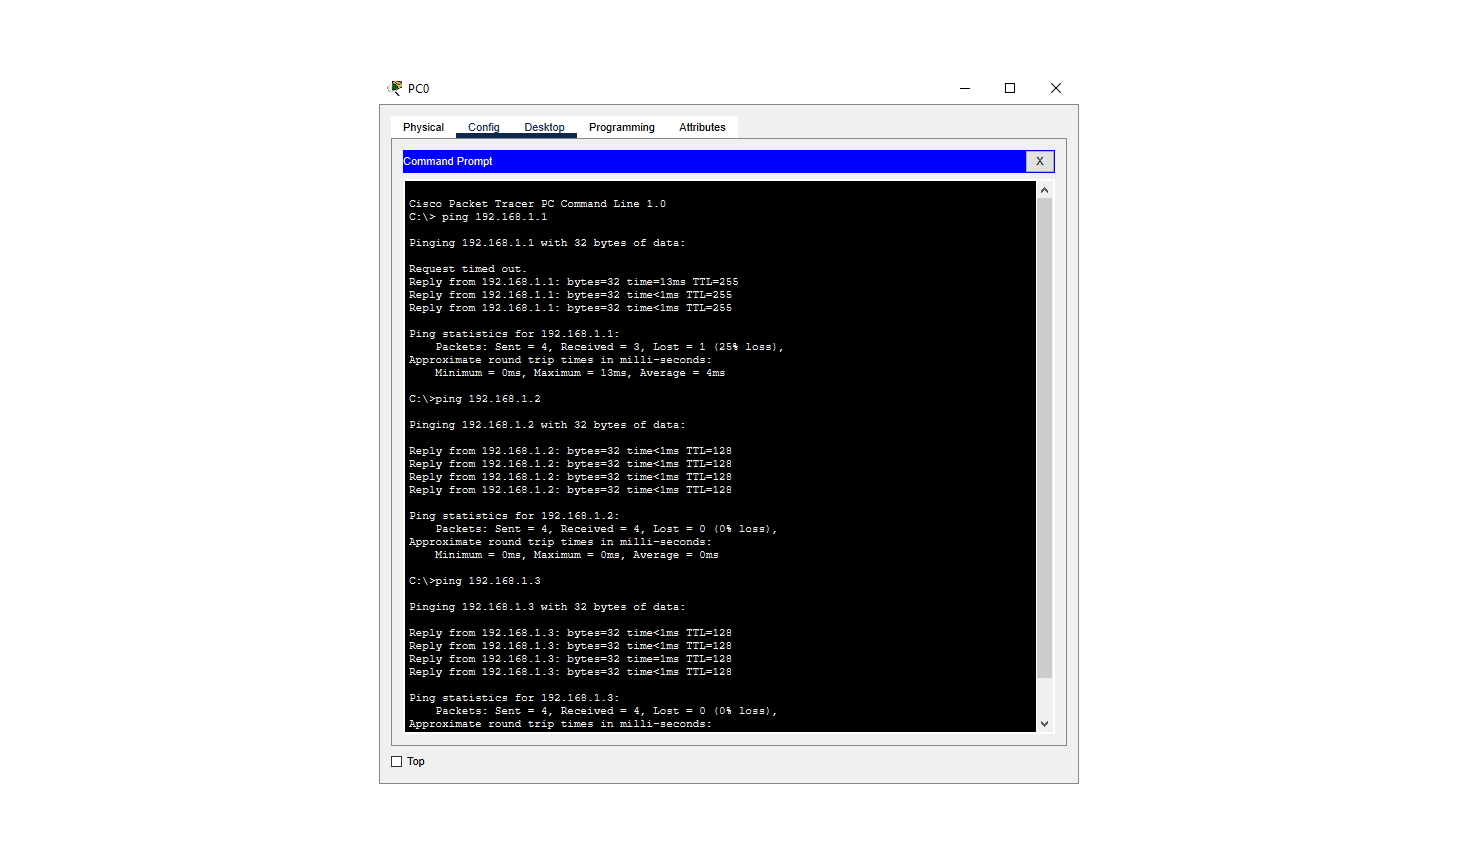 PC0
Physical Config Desktop Programming Attributes
Command Prompt X
Cisco Packet Tracer PC Command Line 1.0
C:\> ping 192.168.1.1
Pinging 192.168.1.1 with 32 bytes of data:
Request timed out.
Reply from 192.168.1.1: bytes=32 time=13ms TTL=255
Reply from 192.168.1.1: bytes=32 time<1ms TTL=255
Reply from 192.168.1.1: bytes=32 time<1ms TTL=255
Ping statistics for 192.168.1.1:
Packets: Sent = 4, Received = 3, Lost = 1 (25% loss),
Approximate round trip times in milli-seconds:
Minimum = 0ms, Maximum = 13ms, Average = 4ms
C:\>ping 192.168.1.2
Pinging 192.168.1.2 with 32 bytes of data:
Reply from 192.168.1.2: bytes=32 time<1ms TTL=128
Reply from 192.168.1.2: bytes=32 time<1ms TTL=128
Reply from 192.168.1.2: bytes=32 time<1ms TTL=128
Reply from 192.168.1.2: bytes=32 time<1ms TTL=128
Ping statistics for 192.168.1.2:
Packets: Sent = 4, Received = 4, Lost = 0 (0% loss),
Approximate round trip times in milli-seconds:
Minimum = 0ms, Maximum = 0ms, Average = 0ms
C:\>ping 192.168.1.3
Pinging 192.168.1.3 with 32 bytes of data:
Reply from 192.168.1.3: bytes=32 time<1ms TTL=128
Reply from 192.168.1.3: bytes=32 time<1ms TTL=128
Reply from 192.168.1.3: bytes=32 time=1ms TTL=128
Reply from 192.168.1.3: bytes=32 time<1ms TTL=128
Ping statistics for 192.168.1.3:
Packets: Sent = 4, Received = 4, Lost = 0 (0% loss),
Approximate round trip times in milli-seconds:
Top